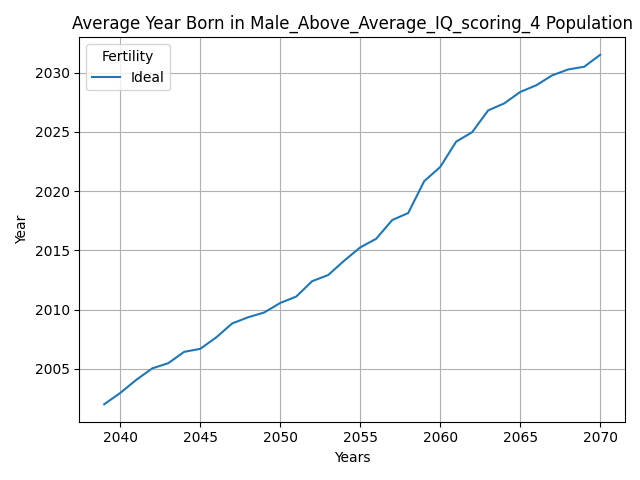 Average Year Born in Male_Above_Average_IQ_scoring_4 Population
Fertility
Ideal
2030
2025
2020
2015
2010
2005
Year
2040 2045 2050 2055 2060 2065 2070
Years